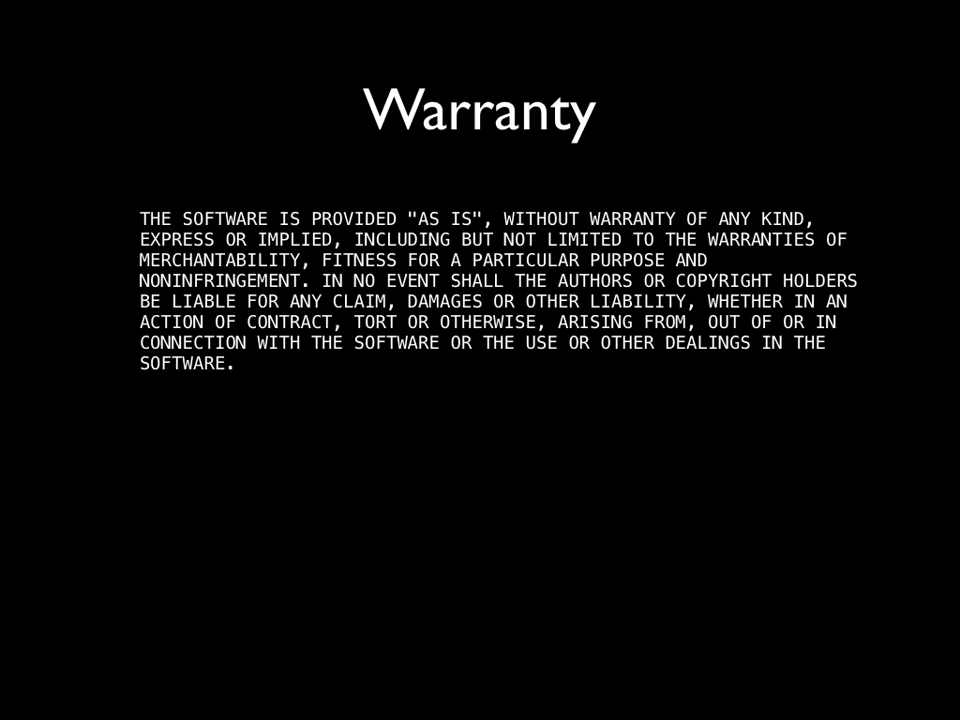 Warranty
THE SOFTWARE IS PROVIDED "AS IS", WITHOUT WARRANTY OF ANY KIND,
EXPRESS OR IMPLIED, INCLUDING BUT NOT LIMITED TO THE WARRANTIES OF
MERCHANTABILITY, FITNESS FOR A PARTICULAR PURPOSE AND
NONINFRINGEMENT. IN NO EVENT SHALL THE AUTHORS OR COPYRIGHT HOLDERS
BE LIABLE FOR ANY CLAIM, DAMAGES OR OTHER LIABILITY, WHETHER IN AN
ACTION OF CONTRACT, TORT OR OTHERWISE, ARISING FROM, OUT OF OR IN
CONNECTION WITH THE SOFTWARE OR THE USE OR OTHER DEALINGS IN THE
SOFTWARE.